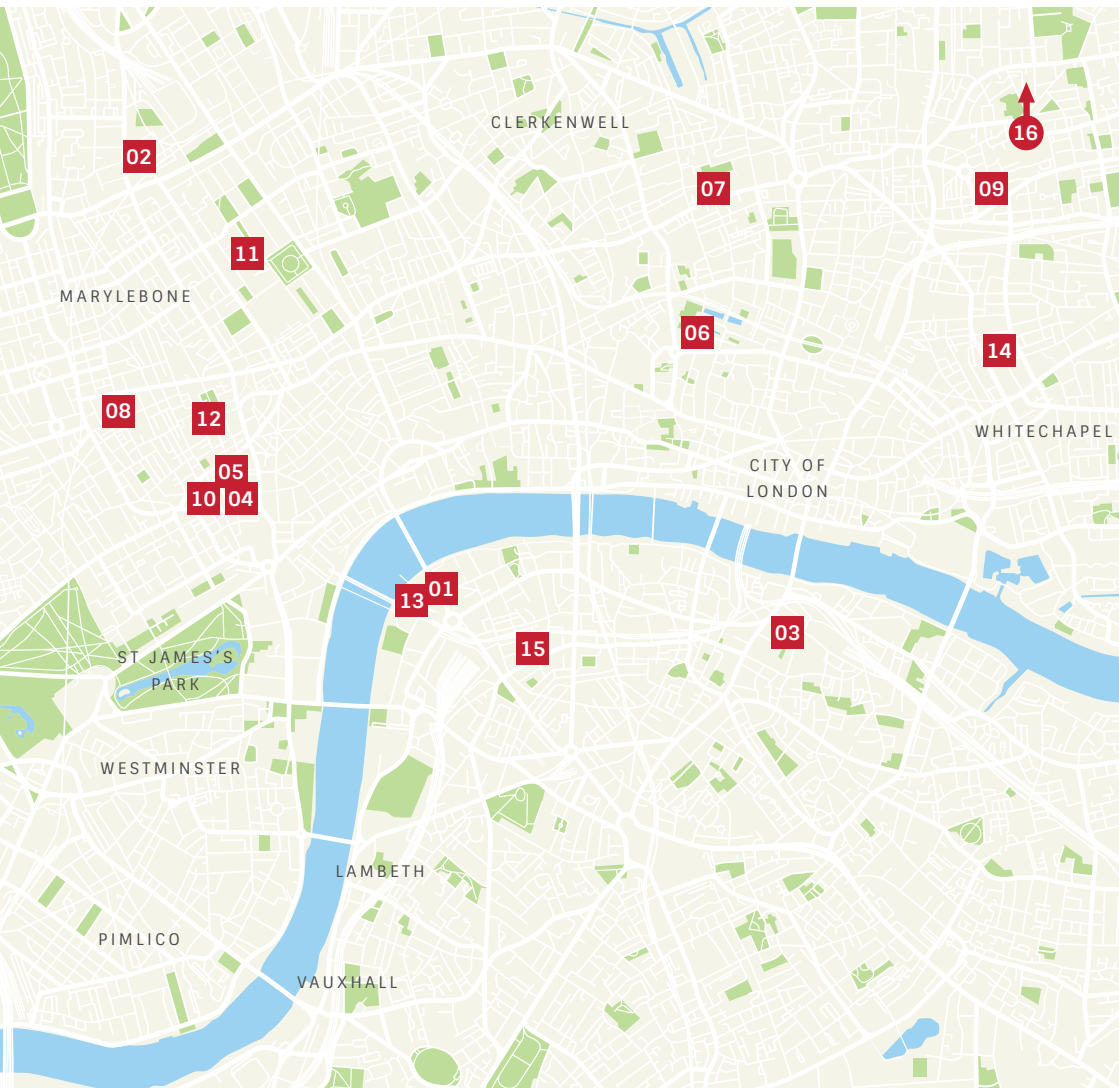 CLERKENWELL
16
02
07
09
11
MARYLEBONE
06
14
08
12
WHITECHAPEL
05
CITY OF
LONDON
10
04
01
13
03
15
ST JAMES'S
PARK
WESTMINSTER
LAMBETH
PIMLICO
VAUXHALL